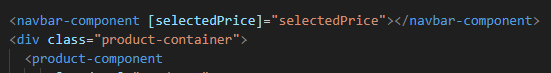 <navbar-component [selectedPrice]="selectedPrice"></navbar-component>
<div class="product-container">
<product-component